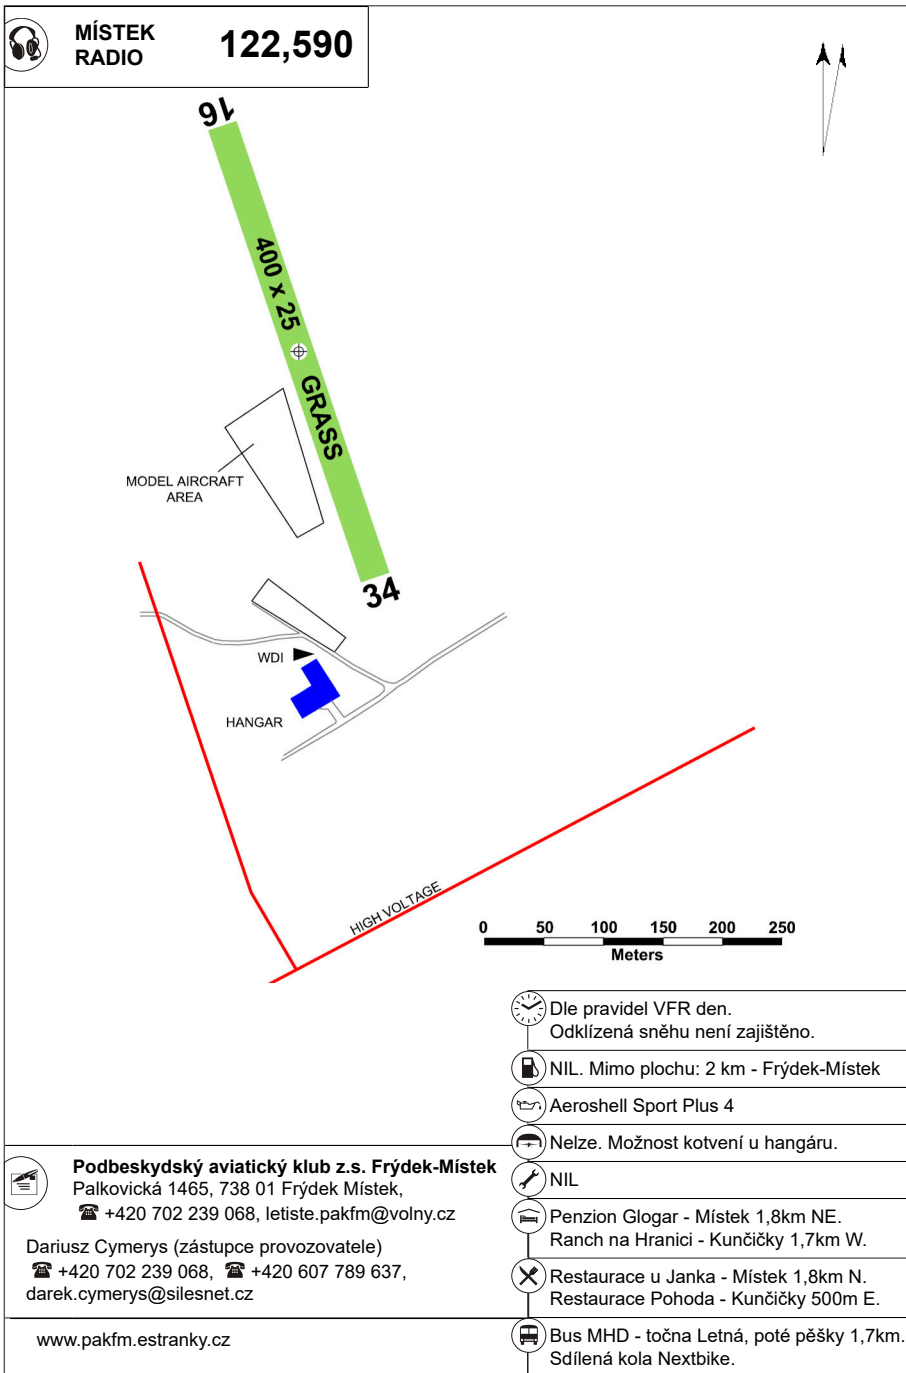 MÍSTEK
RADIO
122,590
16
400 x 25
GRASS
MODEL AIRCRAFT
AREA
34
WDI
HANGAR
HIGH VOLTAGE
0 50 100 150 200 250
Meters
Dle pravidel VFR den.
Odklízená sněhu není zajištěno.
NIL. Mimo plochu: 2 km - Frýdek-Místek
Aeroshell Sport Plus 4
Nelze. Možnost kotvení u hangáru.
NIL
Penzion Glogar - Místek 1,8km NE.
Ranch na Hranici - Kunčičky 1,7km W.
Restaurace u Janka - Místek 1,8km N.
Restaurace Pohoda - Kunčičky 500m E.
Bus MHD - točna Letná, poté pěšky 1,7km.
Sdílená kola Nextbike.
Podbeskydský aviatický klub z.s. Frýdek-Místek
Palkovická 1465, 738 01 Frýdek Místek,
☎ +420 702 239 068, letiste.pakfm@volny.cz
Dariusz Cymerys (zástupce provozovatele)
☎ +420 702 239 068, ☎ +420 607 789 637,
darek.cymerys@silesnet.cz
www.pakfm.estranky.cz